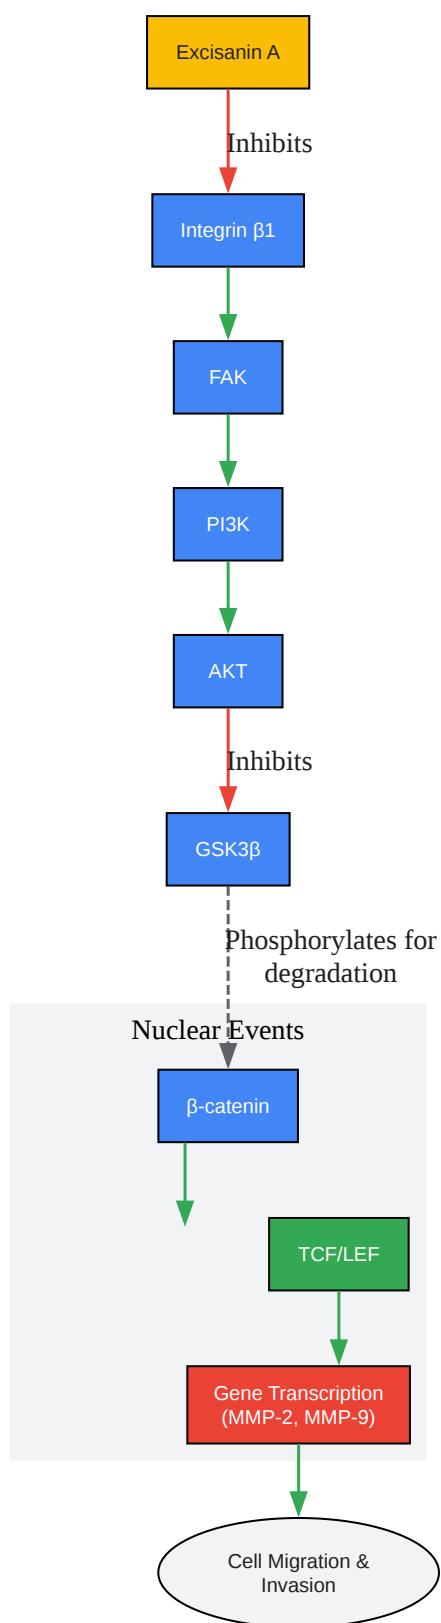 Excisanin A
Inhibits
Integrin β1
FAK
PI3K
AKT
Inhibits
GSK3β
Phosphorylates for
degradation
Nuclear Events
β-catenin
TCF/LEF
Gene Transcription
(MMP-2, MMP-9)
Cell Migration &
Invasion